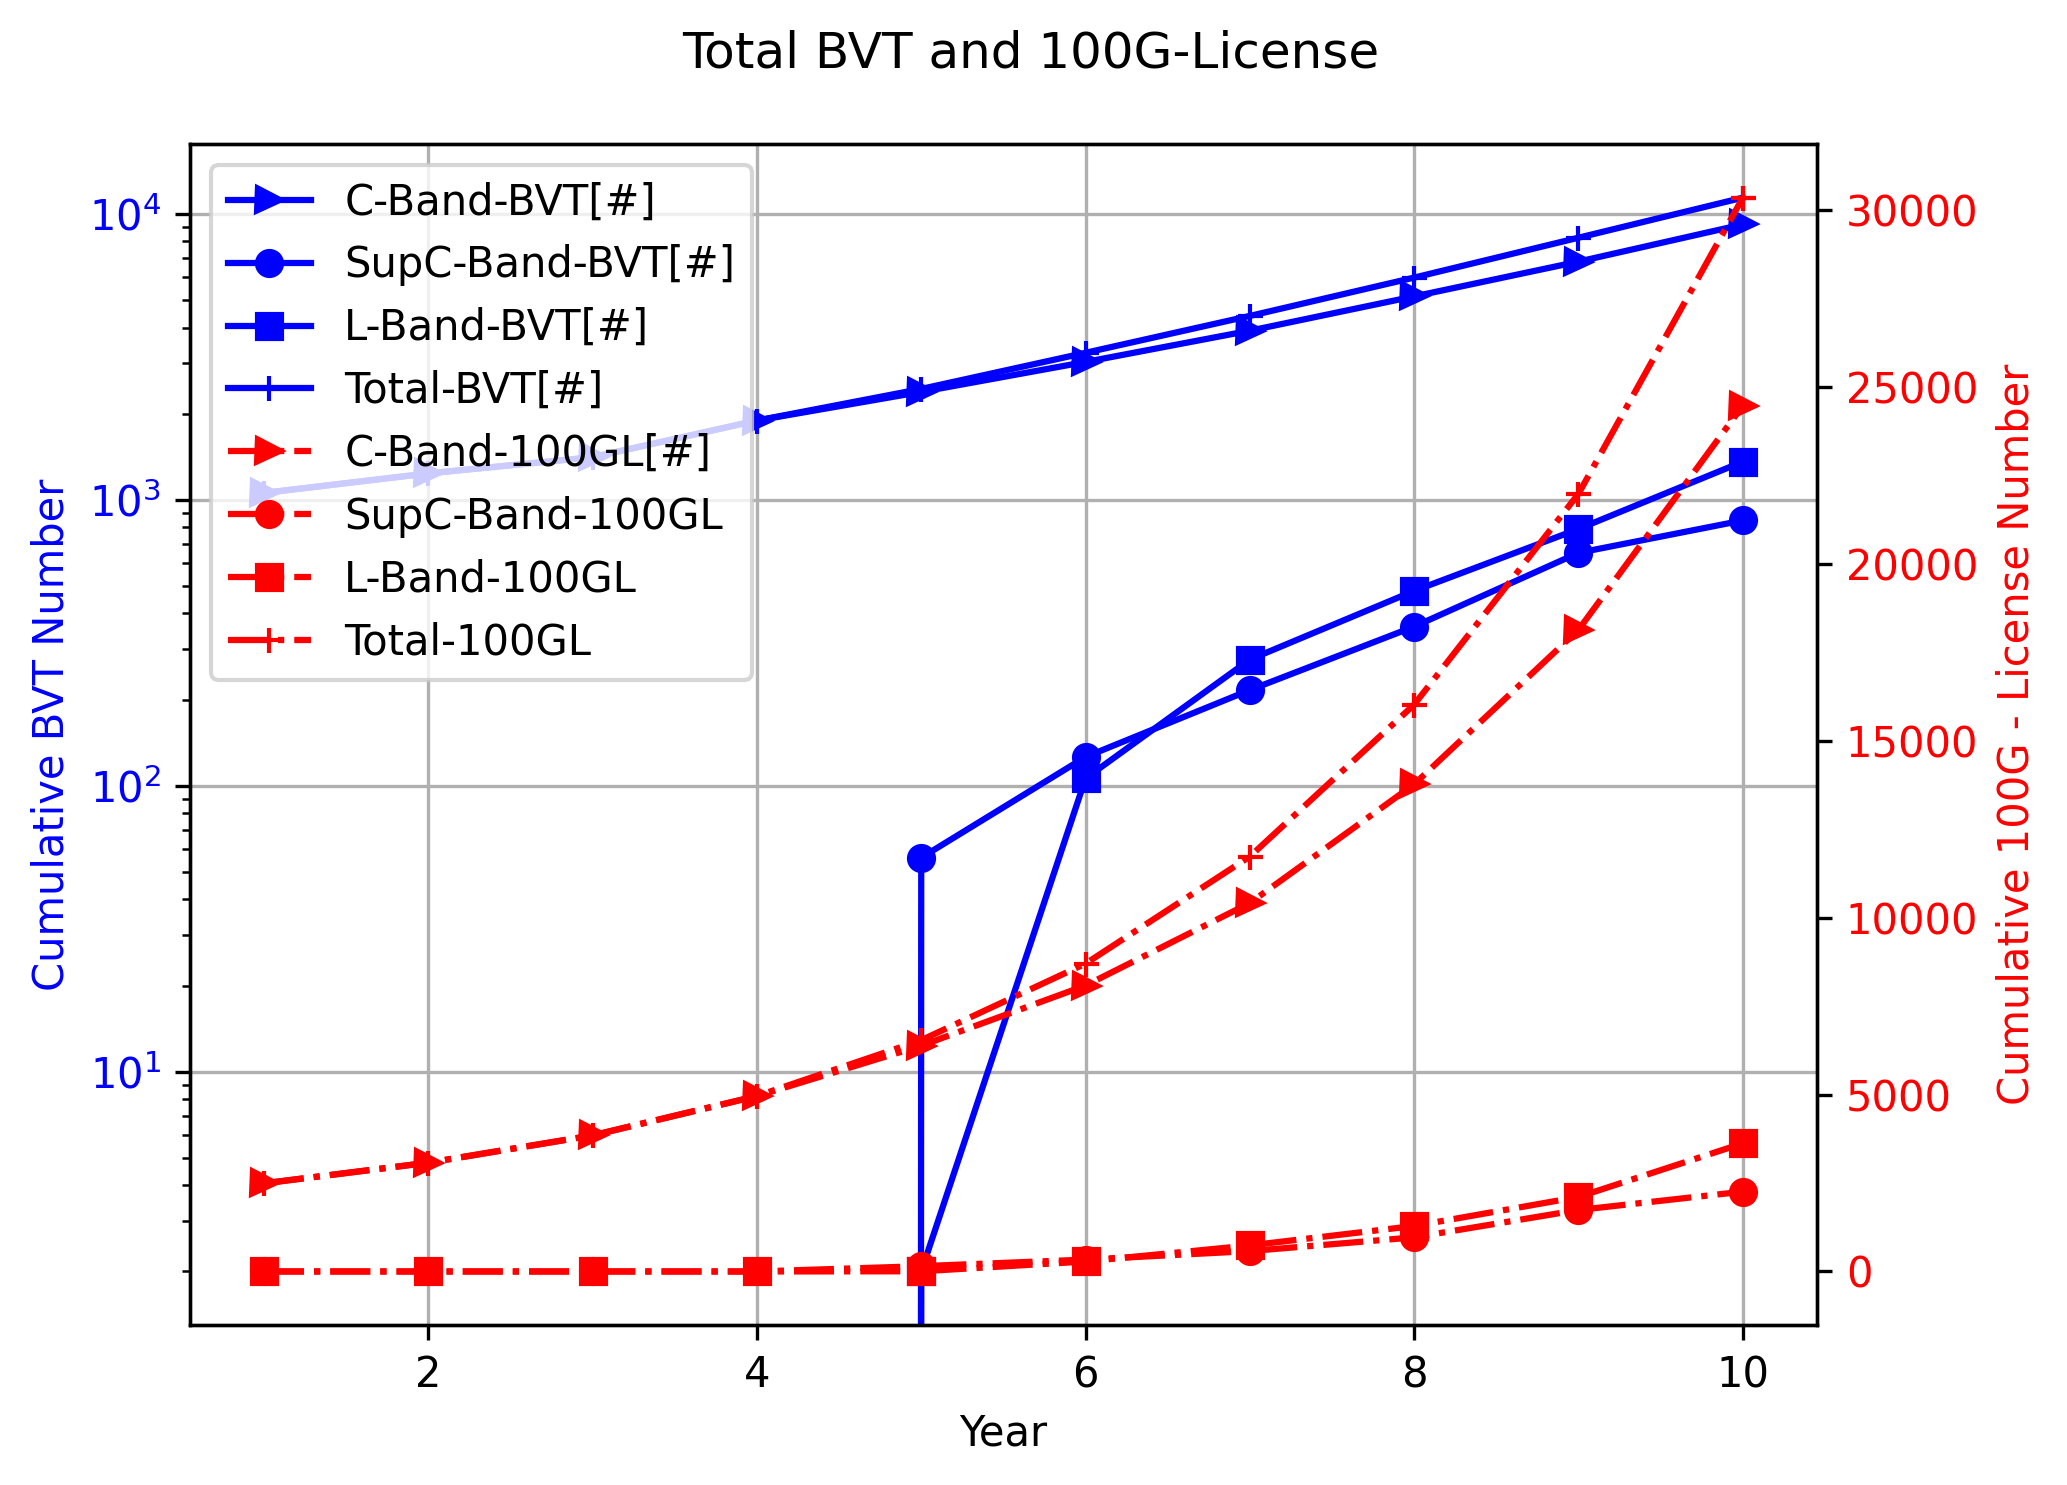 Total BVT and 100G-License
C-Band-BVT[#]
SupC-Band-BVT[#]
L-Band-BVT[#]
Total-BVT[#]
C-Band-100GL[#]
SupC-Band-100GL
L-Band-100GL
Total-100GL
Cumulative BVT Number
10⁴
10³
10²
10¹
30000
25000
20000
15000
10000
5000
0
Cumulative 100G - License Number
2 4 6 8 10
Year